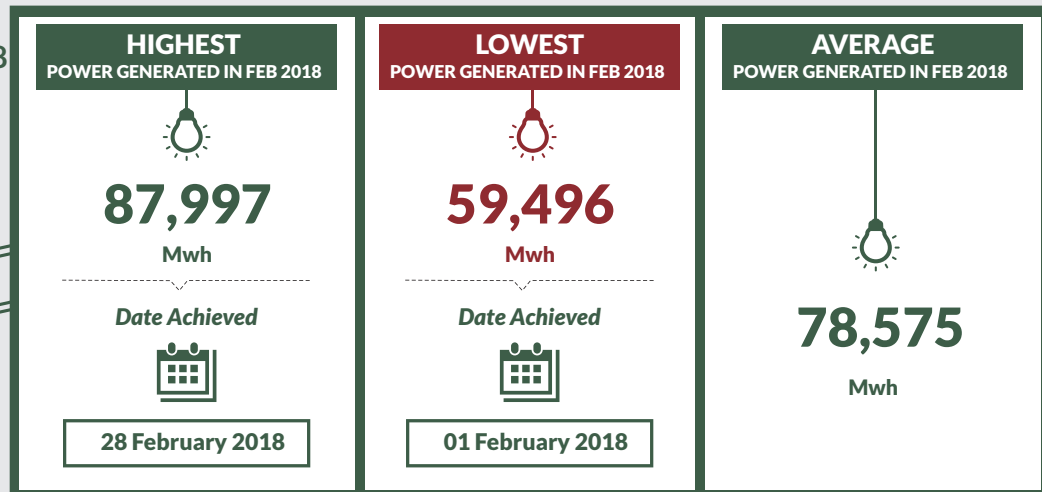 HIGHEST
POWER GENERATED IN FEB 2018
87,997
Mwh
Date Achieved
28 February 2018
LOWEST
POWER GENERATED IN FEB 2018
59,496
Mwh
Date Achieved
01 February 2018
AVERAGE
POWER GENERATED IN FEB 2018
78,575
Mwh